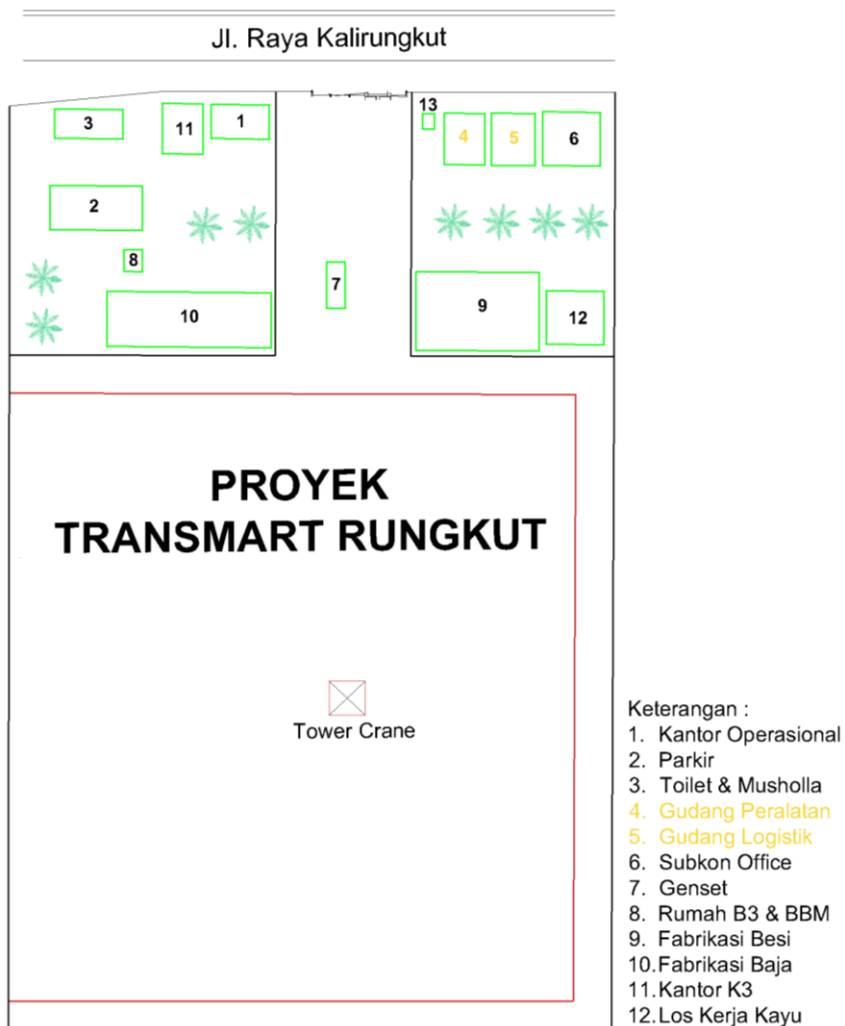 Jl. Raya Kalirungkut
13
3
11
1
4
5
6
2
8
7
10
9
12
PROYEK
TRANSMART RUNGKUT
Tower Crane
Keterangan :
1. Kantor Operasional
2. Parkir
3. Toilet & Musholla
4. Gudang Peralatan
5. Gudang Logistik
6. Subkon Office
7. Genset
8. Rumah B3 & BBM
9. Fabrikasi Besi
10.Fabrikasi Baja
11.Kantor K3
12.Los Kerja Kayu